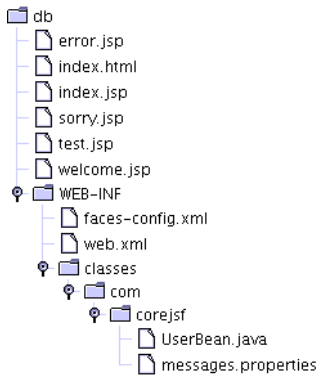 db
error.jsp
index.html
index.jsp
sorry.jsp
test.jsp
welcome.jsp
WEB-INF
faces-config.xml
web.xml
classes
com
corejsf
UserBean.java
messages.properties